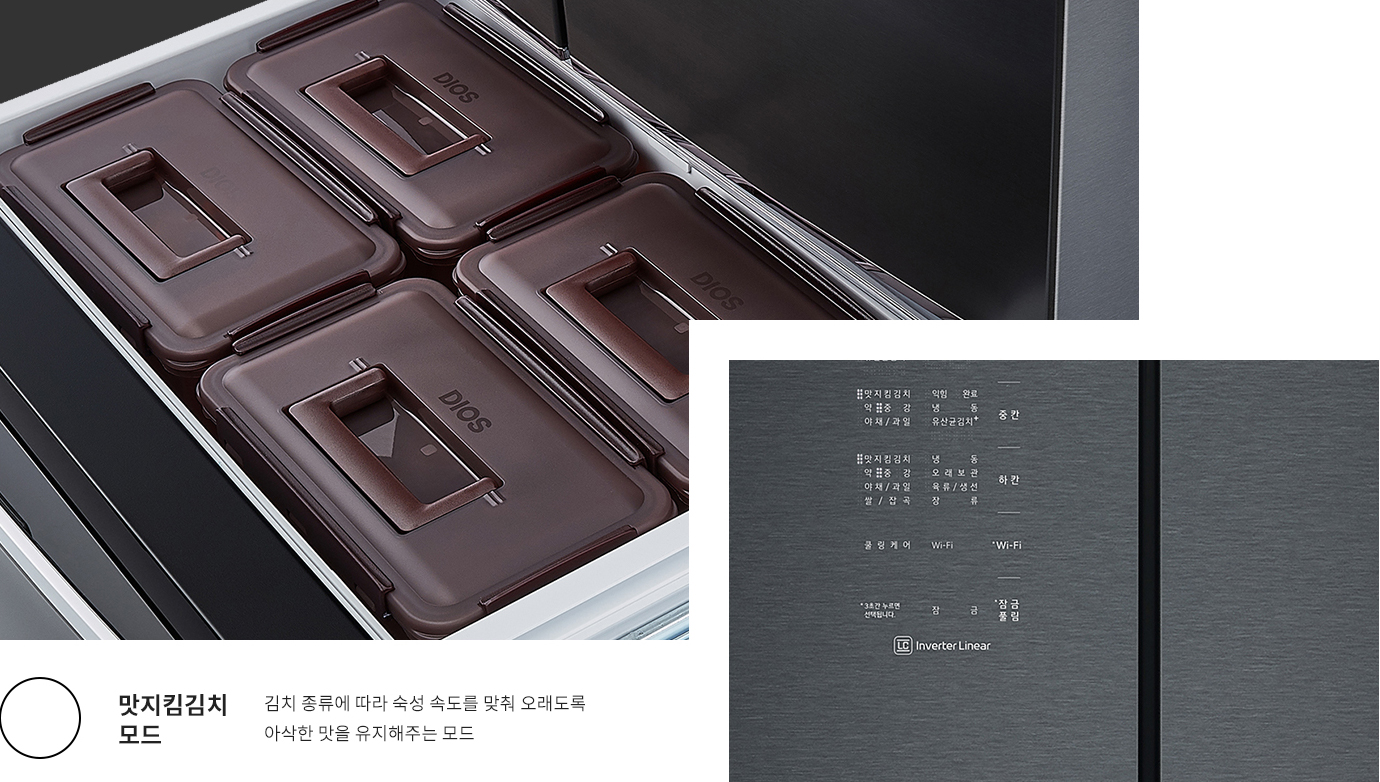 DIOS
DIOS
DIOS
DIOS
맛지킴김치 익힘 완료
약 중 강 냉 동 중칸
야채/과일 유산균김치+
맛지킴김치 냉 동
약 중 강 오래보관 하칸
야채/과일 육류/생선
쌀/잡곡 장 류
쿨링케어 Wi-Fi *Wi-Fi
*3초간 누르면 선택됩니다. 잠 금 *잠금 풀림
LC Inverter Linear
맛지킴김치
모드
김치 종류에 따라 숙성 속도를 맞춰 오래도록
아삭한 맛을 유지해주는 모드